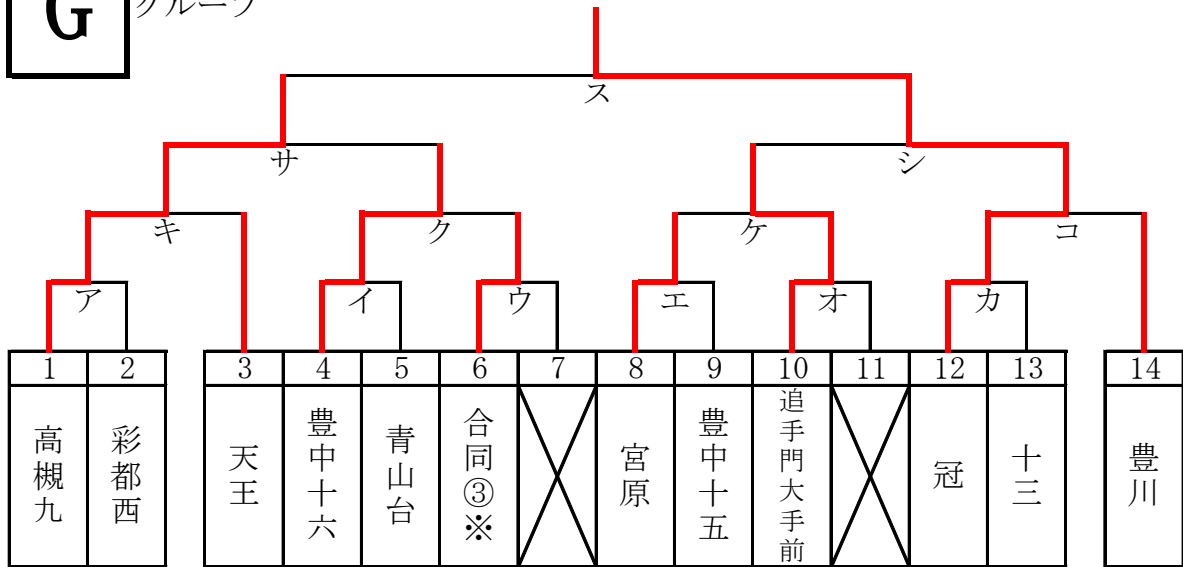 G
グループ
ス
サ
シ
キ
ク
ケ
コ
ア
イ
ウ
エ
オ
カ
1
2
3
4
5
6
7
8
9
10
11
12
13
14
高槻九
彩都西
天王
豊中十六
青山台
合同③※
宮原
豊中十五
追手門大手前
冠
十三
豊川